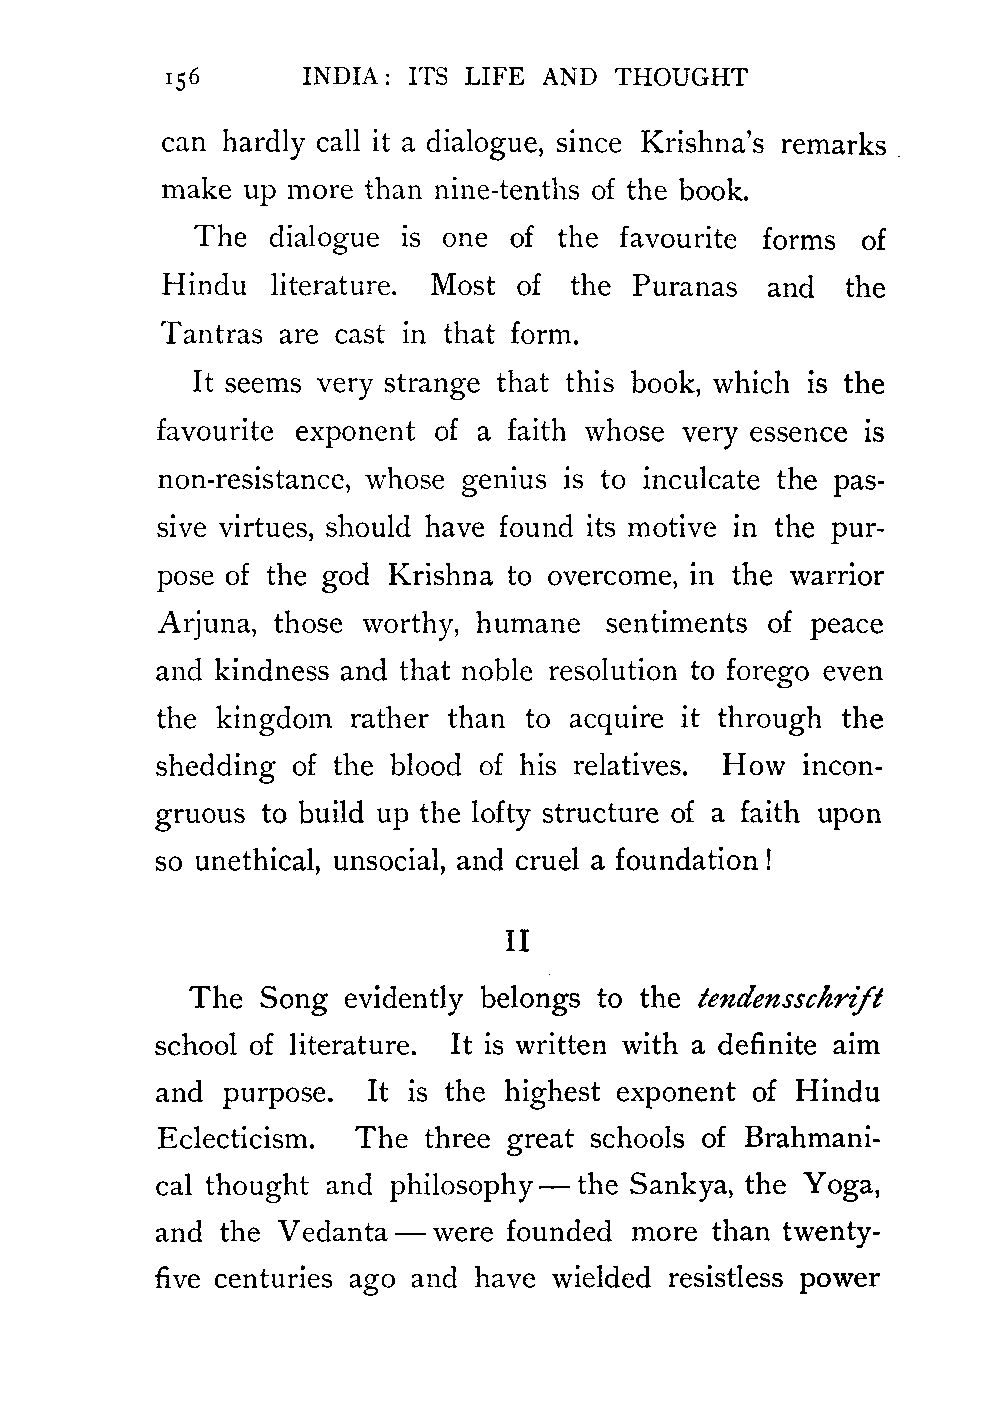 156 INDIA: ITS LIFE AND THOUGHT
can hardly call it a dialogue, since Krishna's remarks
make up more than nine-tenths of the book.
The dialogue is one of the favourite forms of
Hindu literature. Most of the Puranas and the
Tantras are cast in that form.
It seems very strange that this book, which is the
favourite exponent of a faith whose very essence is
non-resistance, whose genius is to inculcate the pas-
sive virtues, should have found its motive in the pur-
pose of the god Krishna to overcome, in the warrior
Arjuna, those worthy, humane sentiments of peace
and kindness and that noble resolution to forego even
the kingdom rather than to acquire it through the
shedding of the blood of his relatives. How incon-
gruous to build up the lofty structure of a faith upon
so unethical, unsocial, and cruel a foundation!
II
The Song evidently belongs to the tendensschrift
school of literature. It is written with a definite aim
and purpose. It is the highest exponent of Hindu
Eclecticism. The three great schools of Brahmani-
cal thought and philosophy — the Sankya, the Yoga,
and the Vedanta — were founded more than twenty-
five centuries ago and have wielded resistless power